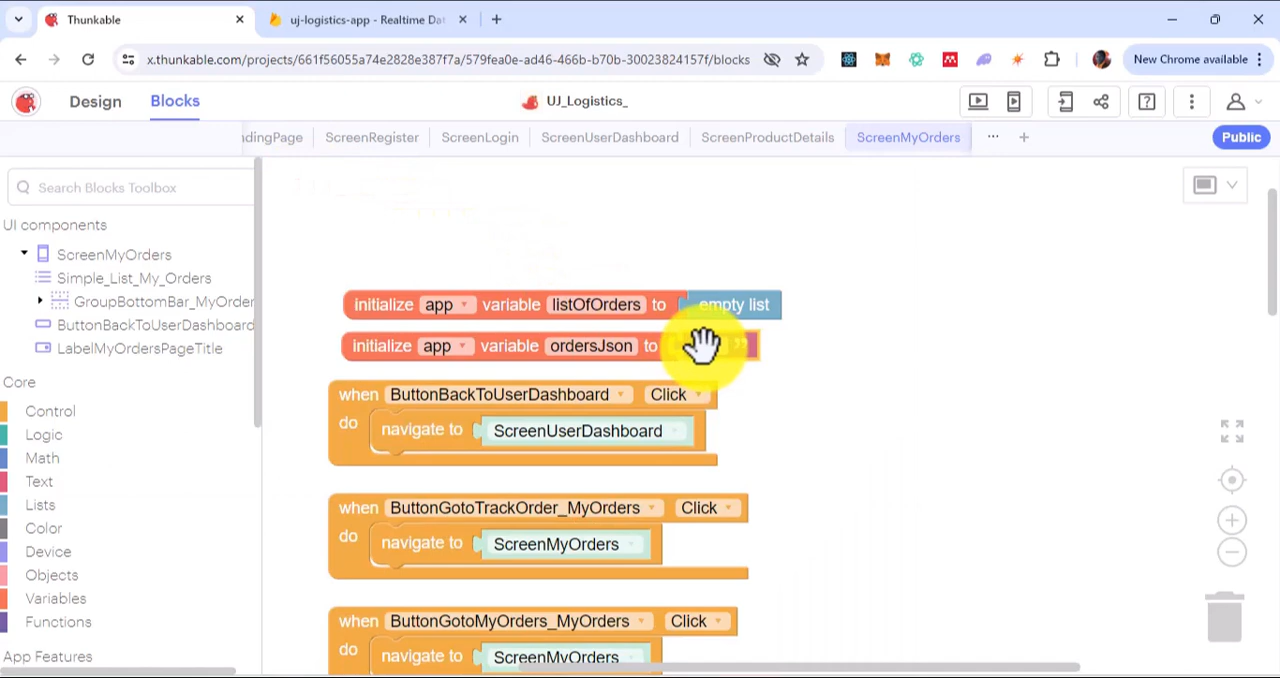 Thunkable
uj-logistics-app - Realtime Dat
x.thunkable.com/projects/661f56055a74e2828e387f7a/579fea0e-ad46-466b-b70b-30023824157f/blocks
New Chrome available
Design
Blocks
UJ_Logistics_
ndingPage
ScreenRegister
ScreenLogin
ScreenUserDashboard
ScreenProductDetails
ScreenMyOrders
Public
Search Blocks Toolbox
UI components
ScreenMyOrders
Simple_List_My_Orders
GroupBottomBar_MyOrder
ButtonBackToUserDashboard
LabelMyOrdersPageTitle
Core
Control
Logic
Math
Text
Lists
Color
Device
Objects
Variables
Functions
App Features
initialize app variable listOfOrders to empty list
initialize app variable ordersJson to ”
when ButtonBackToUserDashboard Click
do navigate to ScreenUserDashboard
when ButtonGotoTrackOrder_MyOrders Click
do navigate to ScreenMyOrders
when ButtonGotoMyOrders_MyOrders Click
do navigate to ScreenMyOrders